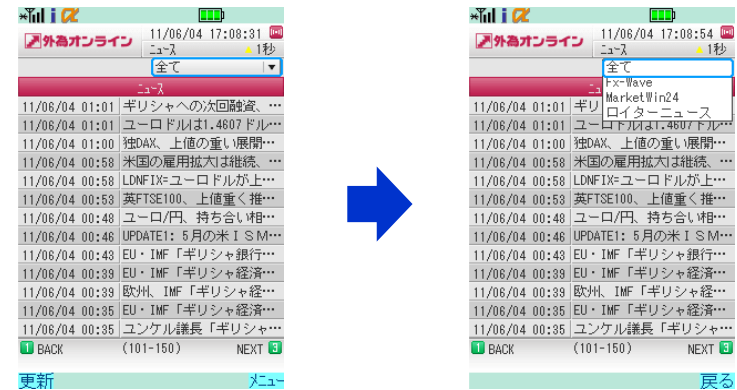 外為オンライン
11/06/04 17:08:31
ニュース 1秒
全て
ニュース
11/06/04 01:01 ギリシャへの次回融資、…
11/06/04 01:01 ユーロドルは1.4607ドル…
11/06/04 01:00 独DAX、上値の重い展開…
11/06/04 00:58 米国の雇用拡大は継続、…
11/06/04 00:58 LDNFIX=ユーロドルが上…
11/06/04 00:53 英FTSE100、上値重く推…
11/06/04 00:48 ユーロ/円、持ち合い相…
11/06/04 00:46 UPDATE1: 5月の米ISM…
11/06/04 00:43 EU・IMF「ギリシャ銀行…
11/06/04 00:39 EU・IMF「ギリシャ経済…
11/06/04 00:39 欧州、IMF「ギリシャ経…
11/06/04 00:35 EU・IMF「ギリシャ経済…
11/06/04 00:35 ユンケル議長「ギリシャ…
1 BACK (101-150) NEXT 3
更新 メニュー
外為オンライン
11/06/04 17:08:54
ニュース 1秒
全て
Fx-Wave
MarketWin24
ロイターニュース
11/06/04 01:01 ギリ
11/06/04 01:01 ユーロドルは1.4607ドル…
11/06/04 01:00 独DAX、上値の重い展開…
11/06/04 00:58 米国の雇用拡大は継続、…
11/06/04 00:58 LDNFIX=ユーロドルが上…
11/06/04 00:53 英FTSE100、上値重く推…
11/06/04 00:48 ユーロ/円、持ち合い相…
11/06/04 00:46 UPDATE1: 5月の米ISM…
11/06/04 00:43 EU・IMF「ギリシャ銀行…
11/06/04 00:39 EU・IMF「ギリシャ経済…
11/06/04 00:39 欧州、IMF「ギリシャ経…
11/06/04 00:35 EU・IMF「ギリシャ経済…
11/06/04 00:35 ユンケル議長「ギリシャ…
1 BACK (101-150) NEXT 3
戻る